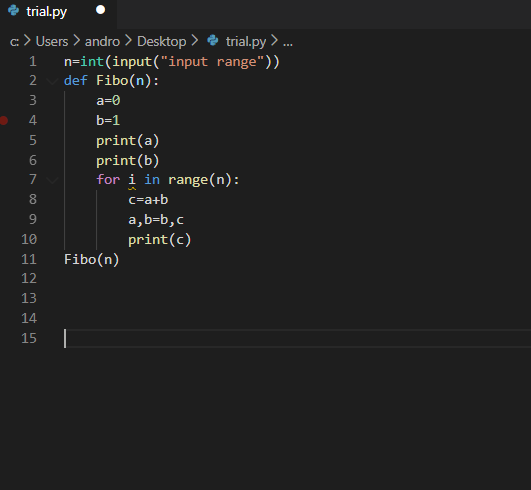 trial.py
c: > Users > andro > Desktop > trial.py > ...
1 n=int(input("input range"))
2 def Fibo(n):
3     a=0
4     b=1
5     print(a)
6     print(b)
7     for i in range(n):
8         c=a+b
9         a,b=b,c
10         print(c)
11 Fibo(n)
12
13
14
15